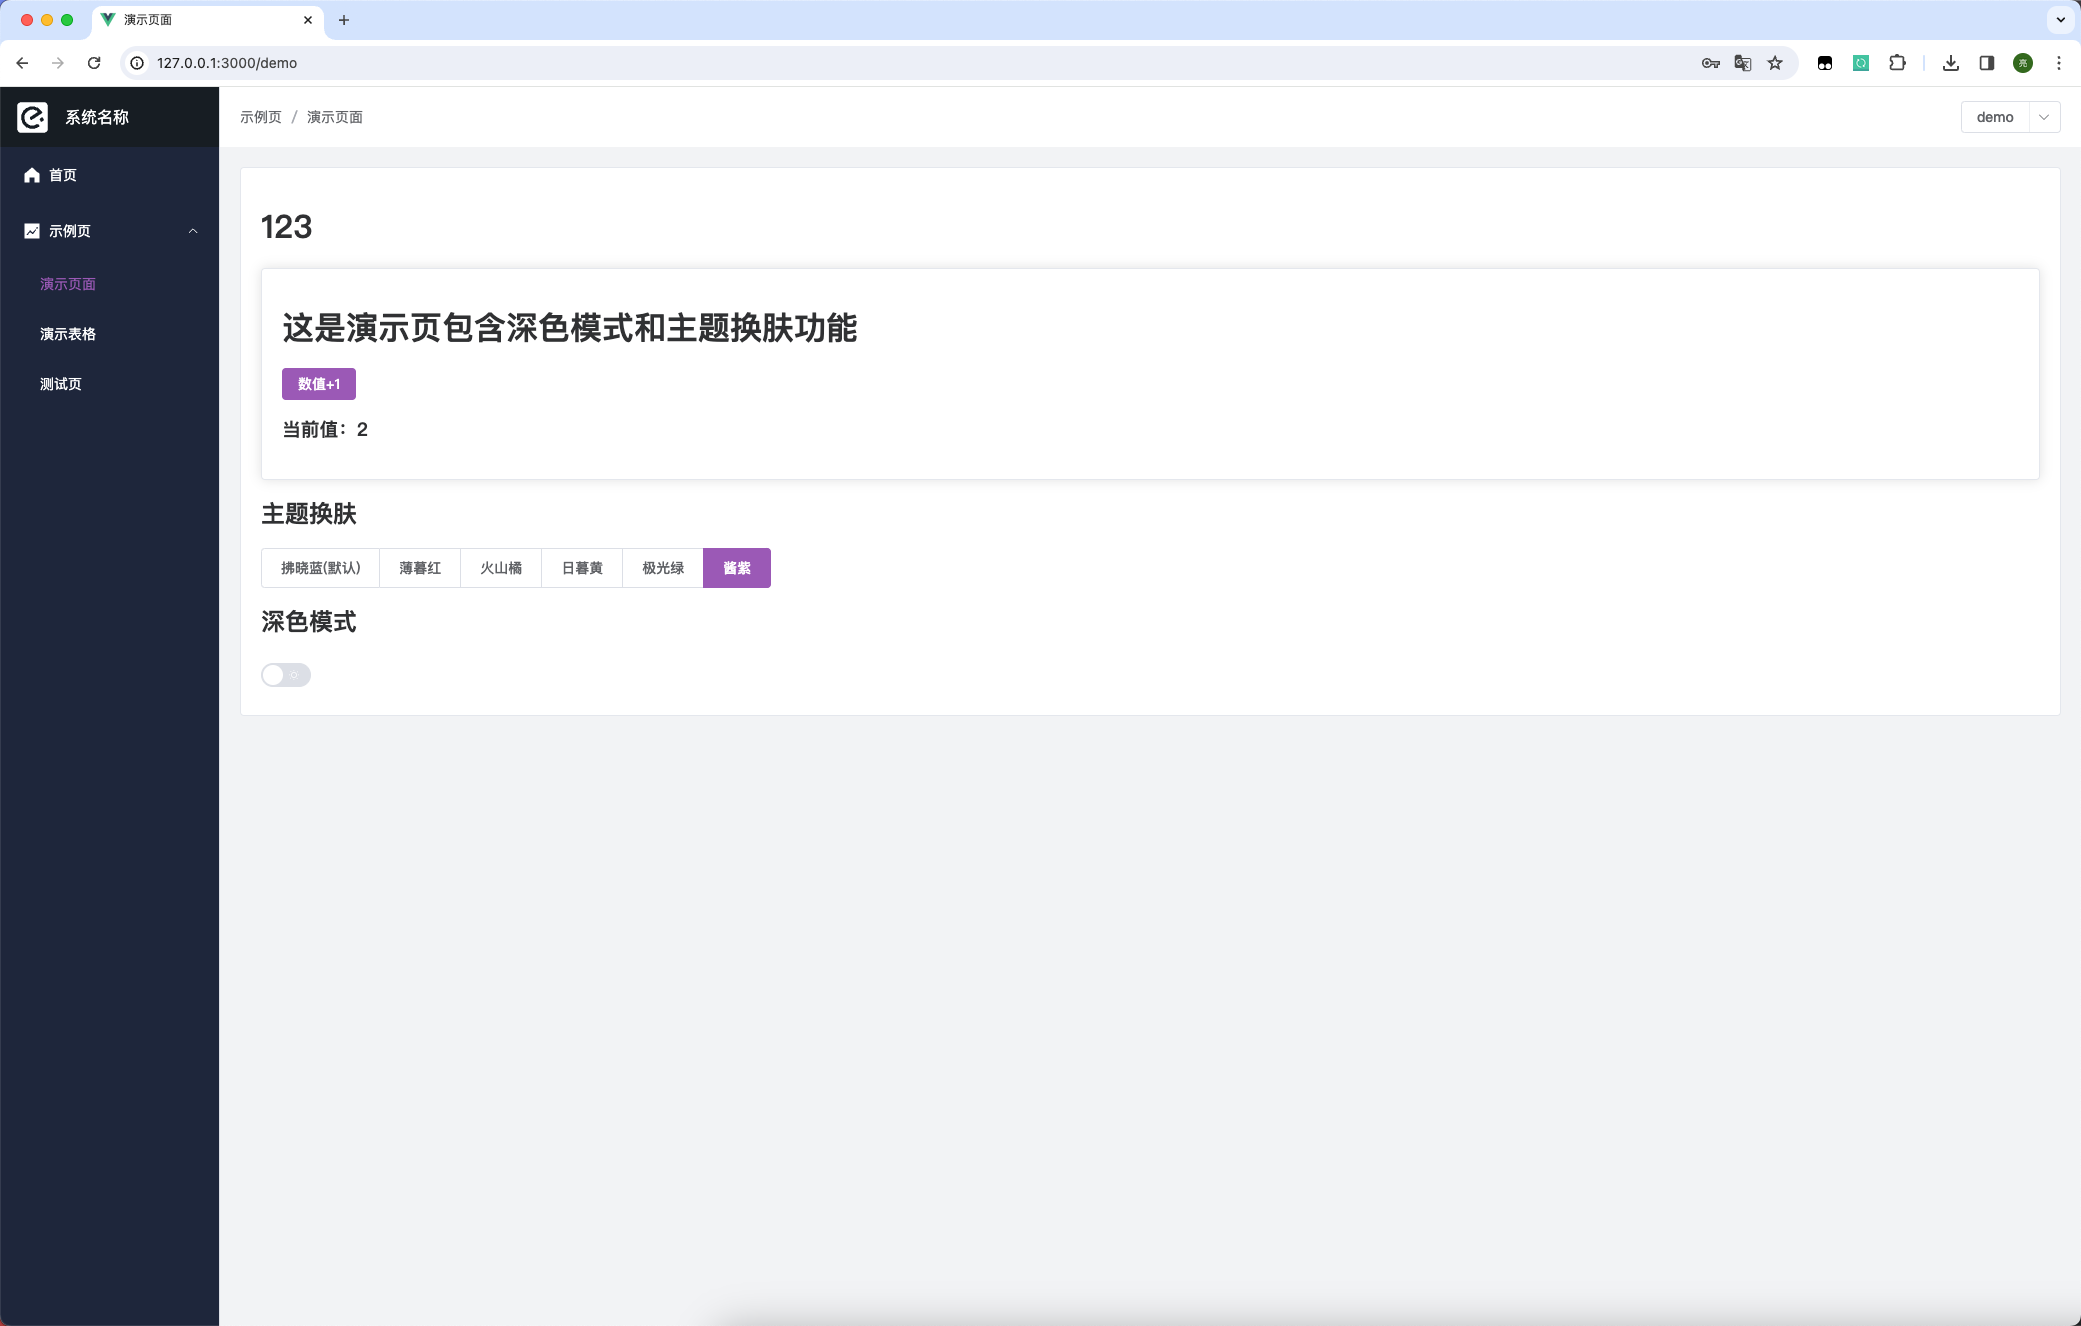 演示页面
127.0.0.1:3000/demo
亮
系统名称
示例页 / 演示页面
demo
首页
示例页
演示页面
演示表格
测试页
123
这是演示页包含深色模式和主题换肤功能
数值+1
当前值：2
主题换肤
拂晓蓝(默认)
薄暮红
火山橘
日暮黄
极光绿
酱紫
深色模式